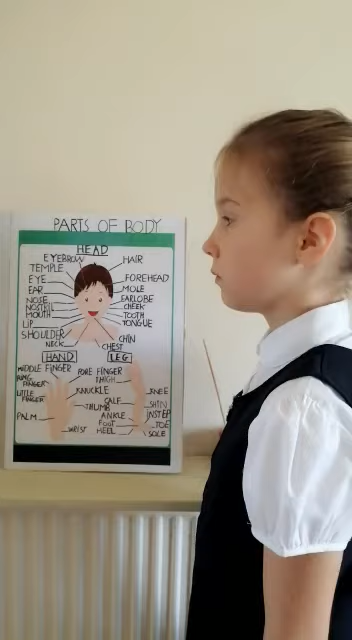 PARTS OF BODY
HEAD
EYEBROW HAIR
TEMPLE FOREHEAD
EYE MOLE
EAR EARLOBE
NOSE CHEEK
NOSTRIL TOOTH
MOUTH TONGUE
LIP CHIN
SHOULDER
NECK CHEST
HAND LEG
MIDDLE FINGER FORE FINGER
RING FINGER THIGH
LITTLE FINGER KNUCKLE KNEE
CALF SHIN
THUMB INSTEP
PALM ANKLE TOE
FOOT
WRIST HEEL SOLE